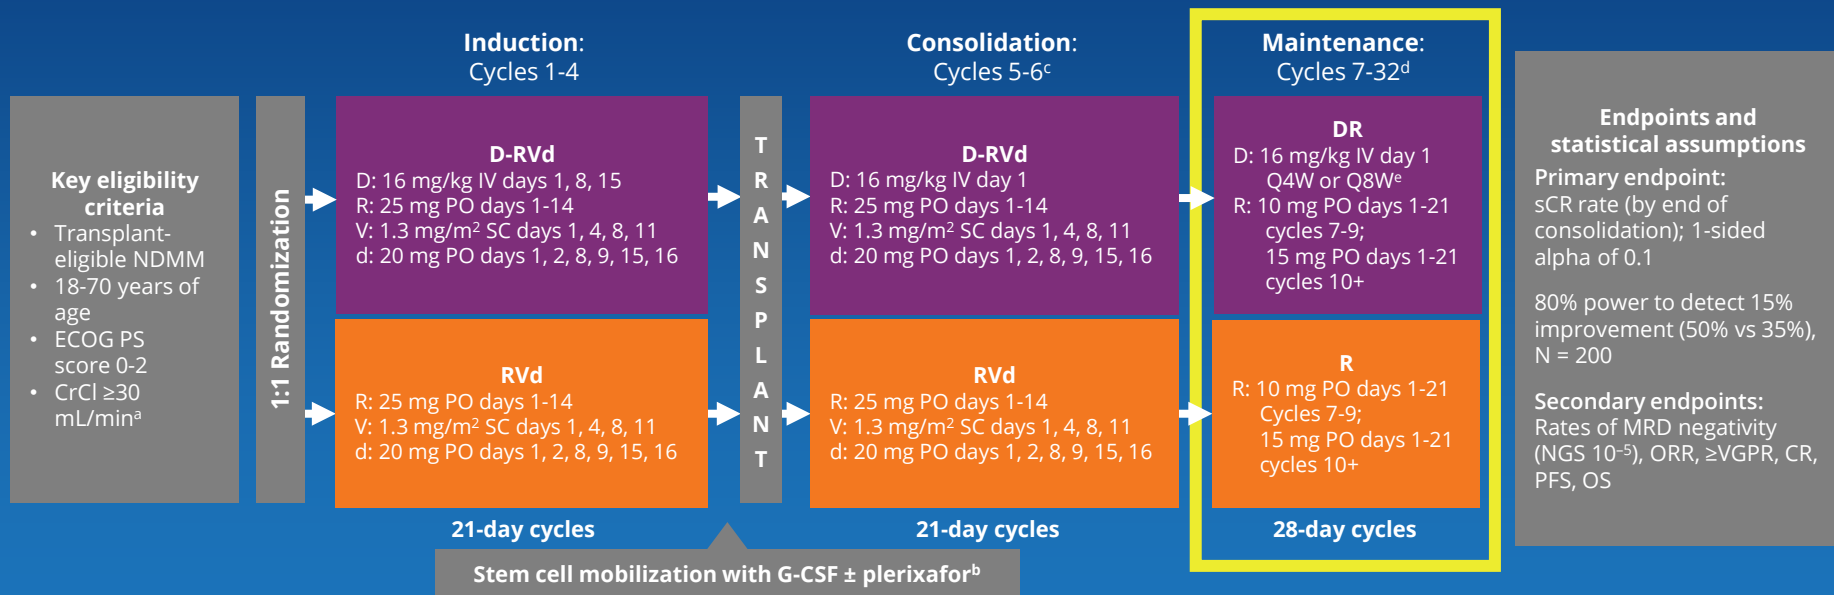 Key eligibility
criteria
• Transplant-
eligible NDMM
• 18-70 years of
age
• ECOG PS
score 0-2
• CrCl ≥30
mL/minᵃ
1:1 Randomization
Induction:
Cycles 1-4
D-RVd
D: 16 mg/kg IV days 1, 8, 15
R: 25 mg PO days 1-14
V: 1.3 mg/m² SC days 1, 4, 8, 11
d: 20 mg PO days 1, 2, 8, 9, 15, 16
RVd
R: 25 mg PO days 1-14
V: 1.3 mg/m² SC days 1, 4, 8, 11
d: 20 mg PO days 1, 2, 8, 9, 15, 16
21-day cycles
TRANSPLANT
Stem cell mobilization with G-CSF ± plerixaforᵇ
Consolidation:
Cycles 5-6ᶜ
D-RVd
D: 16 mg/kg IV day 1
R: 25 mg PO days 1-14
V: 1.3 mg/m² SC days 1, 4, 8, 11
d: 20 mg PO days 1, 2, 8, 9, 15, 16
RVd
R: 25 mg PO days 1-14
V: 1.3 mg/m² SC days 1, 4, 8, 11
d: 20 mg PO days 1, 2, 8, 9, 15, 16
21-day cycles
Maintenance:
Cycles 7-32ᵈ
DR
D: 16 mg/kg IV day 1
Q4W or Q8Wᵉ
R: 10 mg PO days 1-21
cycles 7-9;
15 mg PO days 1-21
cycles 10+
R
R: 10 mg PO days 1-21
Cycles 7-9;
15 mg PO days 1-21
cycles 10+
28-day cycles
Endpoints and
statistical assumptions
Primary endpoint:
sCR rate (by end of
consolidation); 1-sided
alpha of 0.1
80% power to detect 15%
improvement (50% vs 35%),
N = 200
Secondary endpoints:
Rates of MRD negativity
(NGS 10⁻⁵), ORR, ≥VGPR, CR,
PFS, OS